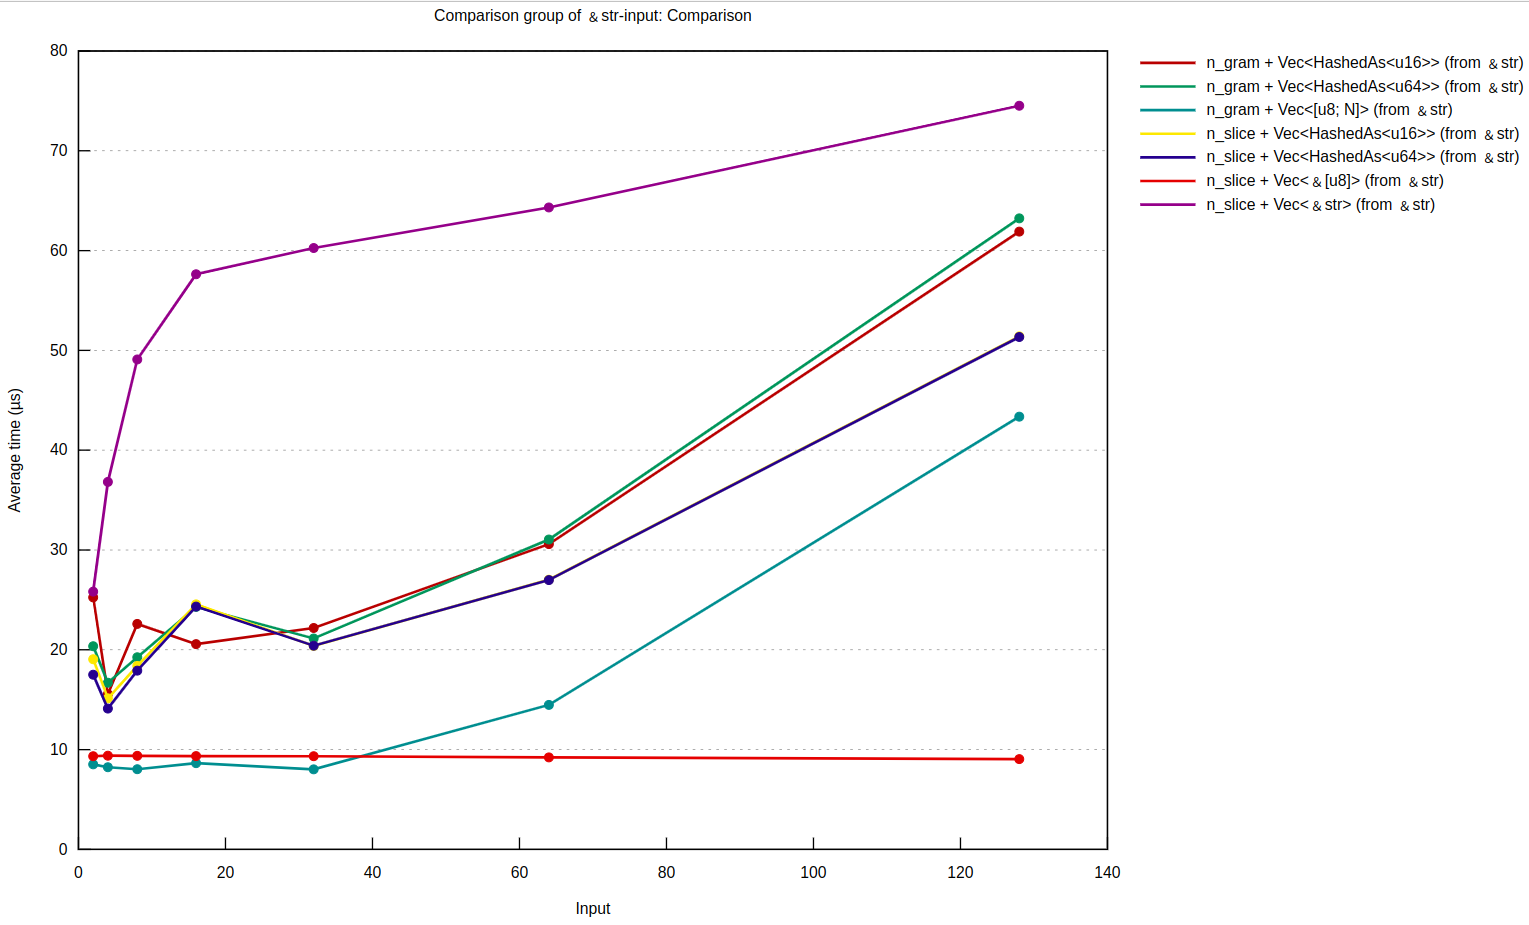 Comparison group of & str-input: Comparison
80
70
60
50
40
30
20
10
0
Average time (µs)
0 20 40 60 80 100 120 140
Input
n_gram + Vec<HashedAs<u16>> (from & str)
n_gram + Vec<HashedAs<u64>> (from & str)
n_gram + Vec<[u8; N]> (from & str)
n_slice + Vec<HashedAs<u16>> (from & str)
n_slice + Vec<HashedAs<u64>> (from & str)
n_slice + Vec< & [u8]> (from & str)
n_slice + Vec< & str> (from & str)